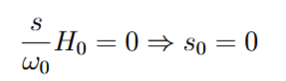 s/ω₀ H₀ = 0 ⇒ s₀ = 0